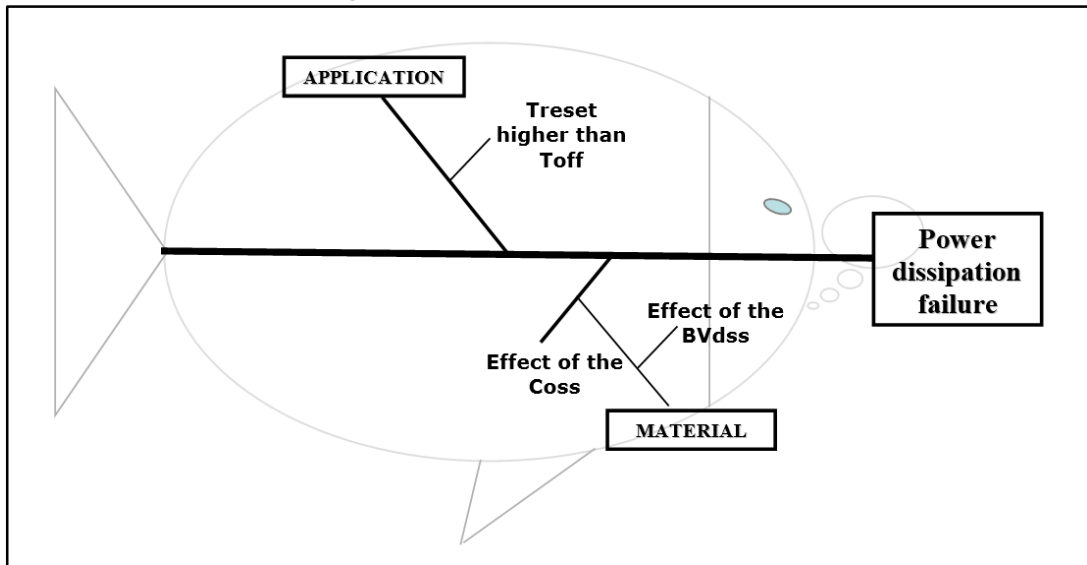 APPLICATION
Treset
higher than
Toff
Power
dissipation
failure
Effect of the
BVdss
Effect of the
Coss
MATERIAL